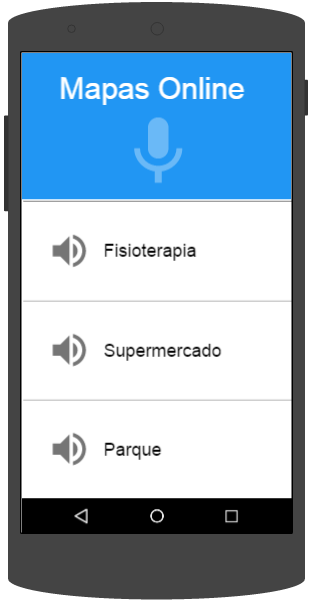 Mapas Online
Fisioterapia
Supermercado
Parque